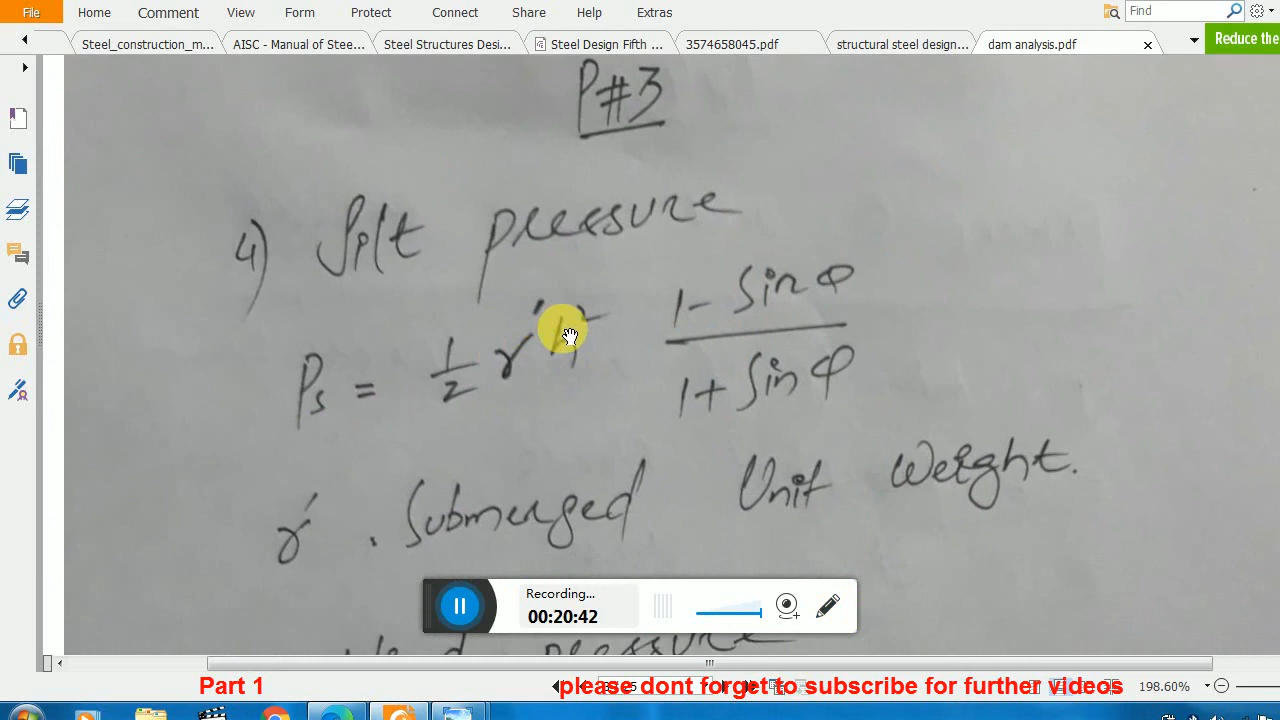 File Home Comment View Form Protect Connect Share Help Extras Find
Steel_construction_m... AISC - Manual of Stee... Steel Structures Desi... Steel Design Fifth ... 3574658045.pdf structural steel design... dam analysis.pdf Reduce the
P#3
4) Silt pressure
Ps = 1/2 γ'h² 1 - Sin φ / 1 + Sin φ
γ' . Submerged Unit Weight.
pressure
Recording...
00:20:42
Part 1 please dont forget to subscribe for further videos 198.60%